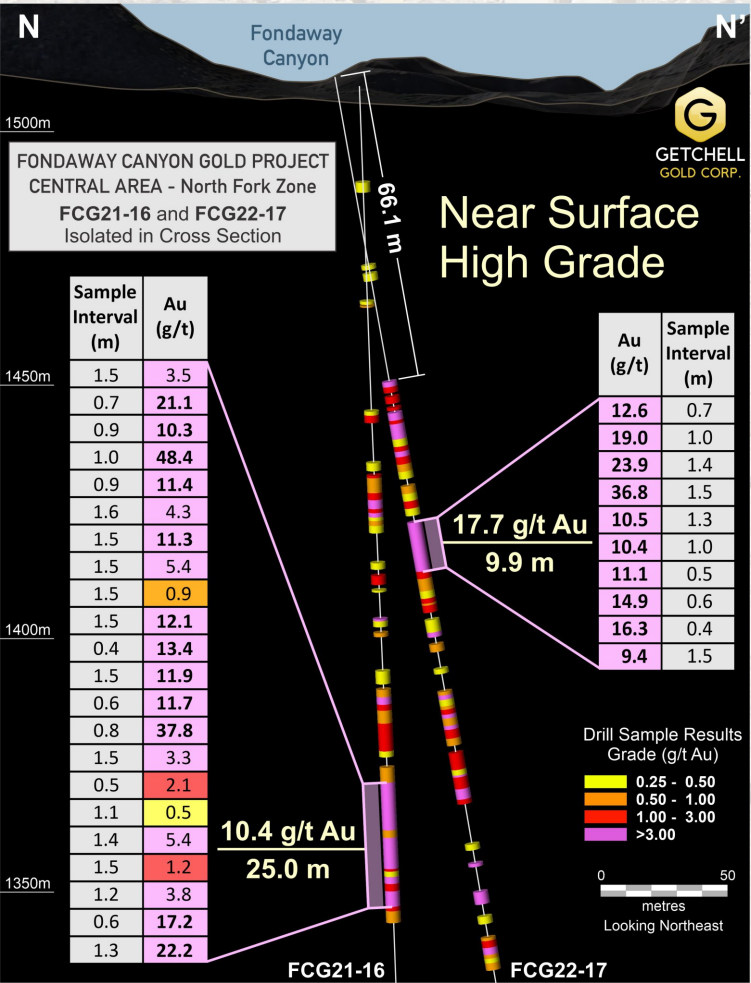 N
N'
Fondaway
Canyon
1500m
GETCHELL
GOLD CORP.
FONDAWAY CANYON GOLD PROJECT
CENTRAL AREA - North Fork Zone
FCG21-16 and FCG22-17
Isolated in Cross Section
66.1 m
Near Surface
High Grade
Sample Interval (m) Au (g/t)
1.5 3.5
0.7 21.1
0.9 10.3
1.0 48.4
0.9 11.4
1.6 4.3
1.5 11.3
1.5 5.4
1.5 0.9
1.5 12.1
0.4 13.4
1.5 11.9
0.6 11.7
0.8 37.8
1.5 3.3
0.5 2.1
1.1 0.5
1.4 5.4
1.5 1.2
1.2 3.8
0.6 17.2
1.3 22.2
1450m
1400m
1350m
10.4 g/t Au
25.0 m
17.7 g/t Au
9.9 m
Au (g/t) Sample Interval (m)
12.6 0.7
19.0 1.0
23.9 1.4
36.8 1.5
10.5 1.3
10.4 1.0
11.1 0.5
14.9 0.6
16.3 0.4
9.4 1.5
Drill Sample Results
Grade (g/t Au)
0.25 - 0.50
0.50 - 1.00
1.00 - 3.00
>3.00
0 50
metres
Looking Northeast
FCG21-16
FCG22-17